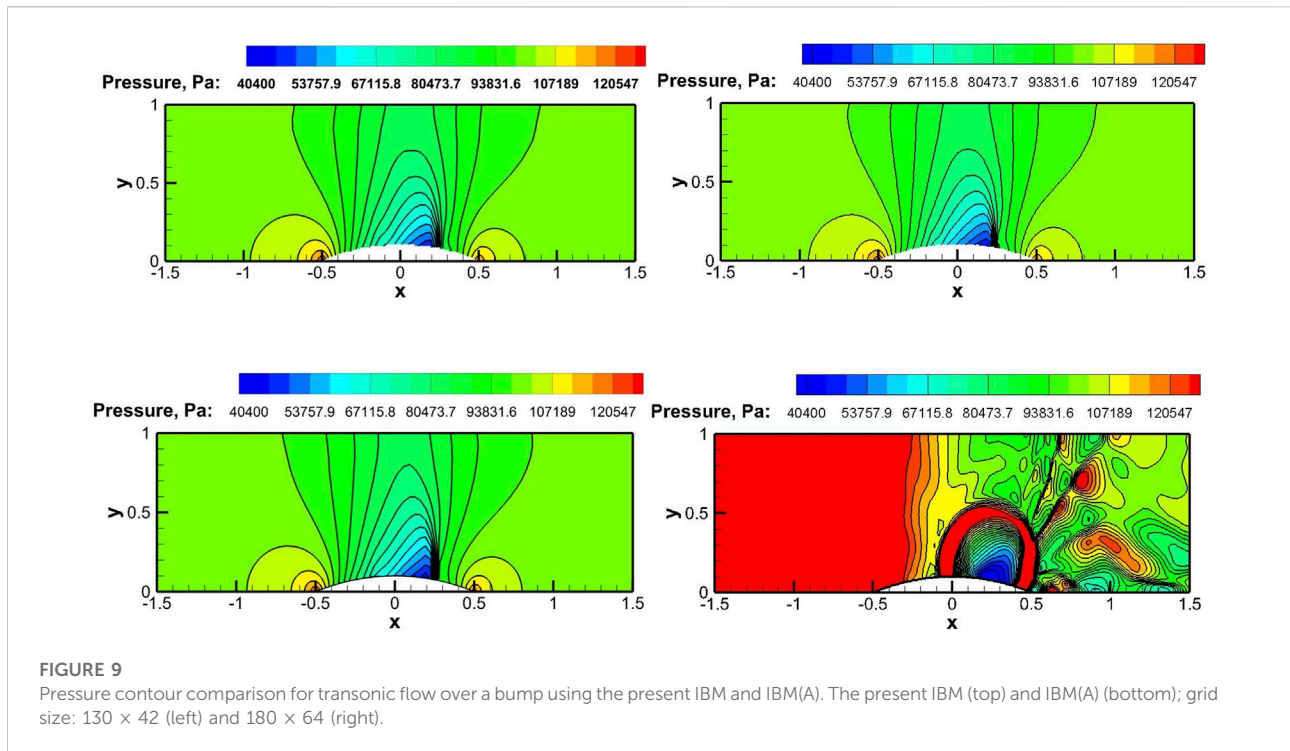 Pressure, Pa: 40400 53757.9 67115.8 80473.7 93831.6 107189 120547
1
y 0.5
0
-1.5 -1 -0.5 0 0.5 1 1.5
x
Pressure, Pa: 40400 53757.9 67115.8 80473.7 93831.6 107189 120547
1
y 0.5
0
-1.5 -1 -0.5 0 0.5 1 1.5
x
Pressure, Pa: 40400 53757.9 67115.8 80473.7 93831.6 107189 120547
1
y 0.5
0
-1.5 -1 -0.5 0 0.5 1 1.5
x
Pressure, Pa: 40400 53757.9 67115.8 80473.7 93831.6 107189 120547
1
y 0.5
0
-1.5 -1 -0.5 0 0.5 1 1.5
x
FIGURE 9
Pressure contour comparison for transonic flow over a bump using the present IBM and IBM(A). The present IBM (top) and IBM(A) (bottom); grid
size: 130 × 42 (left) and 180 × 64 (right).